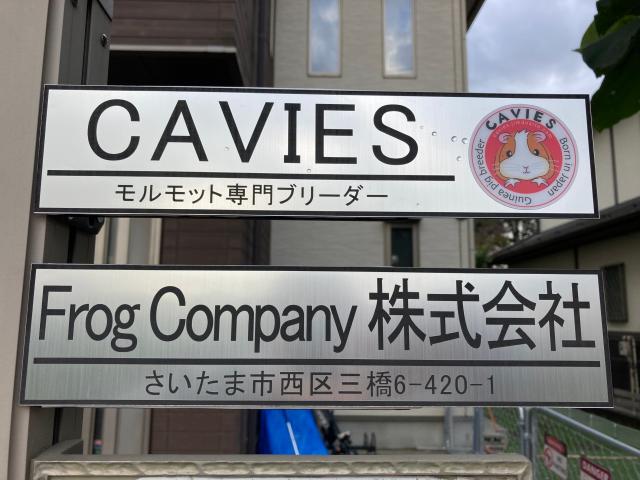 CAVIES
モルモット専門ブリーダー
CAVIES
Guinea pig breeder
Born in Japan
Frog Company 株式会社
さいたま市西区三橋6-420-1